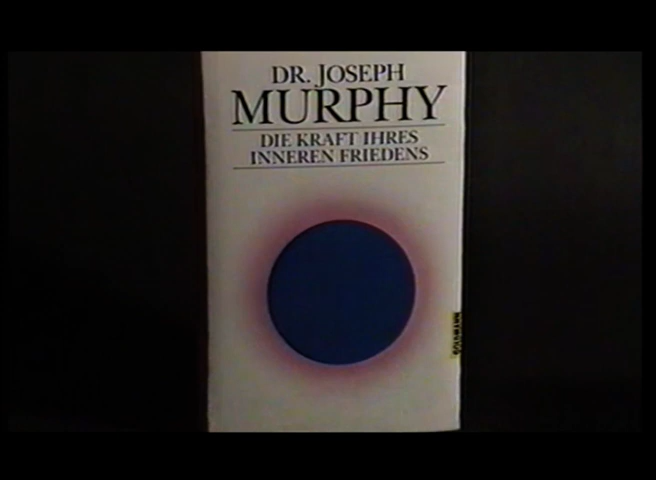 DR. JOSEPH
MURPHY
DIE KRAFT IHRES
INNEREN FRIEDENS